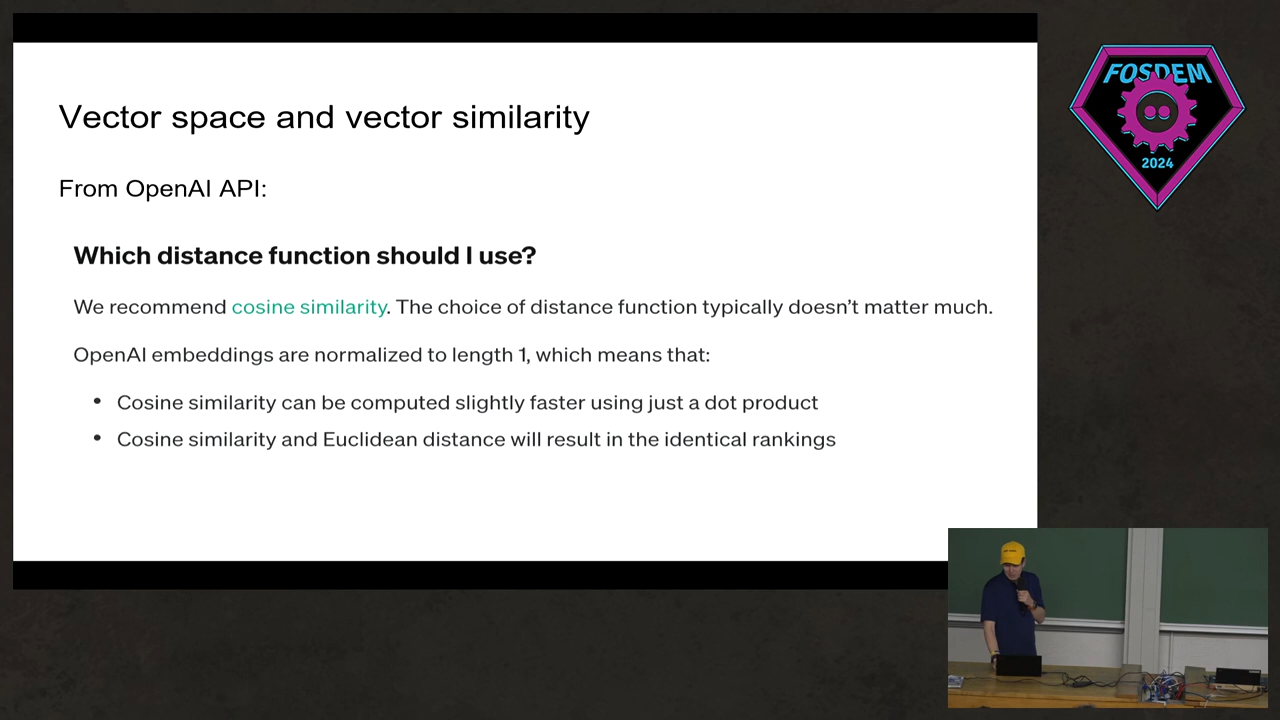 Vector space and vector similarity
From OpenAI API:
Which distance function should I use?
We recommend cosine similarity. The choice of distance function typically doesn’t matter much.
OpenAI embeddings are normalized to length 1, which means that:
• Cosine similarity can be computed slightly faster using just a dot product
• Cosine similarity and Euclidean distance will result in the identical rankings
FOSDEM
2024